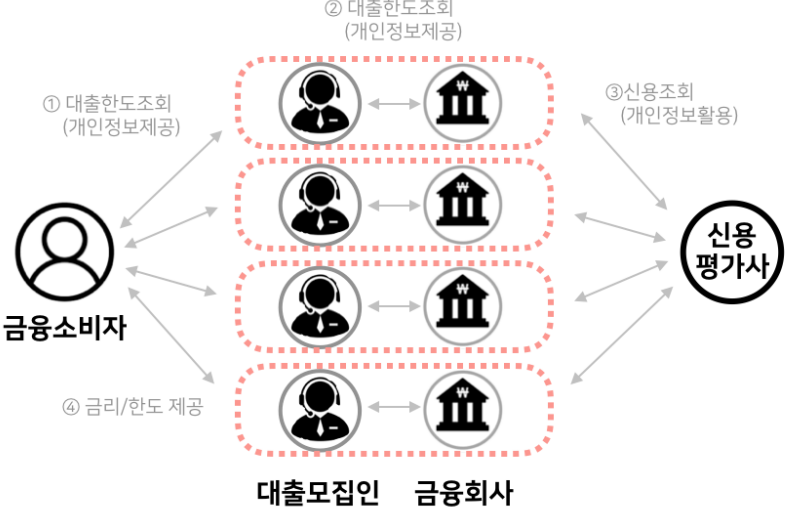 ② 대출한도조회
(개인정보제공)
① 대출한도조회
(개인정보제공)
③신용조회
(개인정보활용)
₩
₩
₩
₩
신용
평가사
금융소비자
④ 금리/한도 제공
대출모집인
금융회사